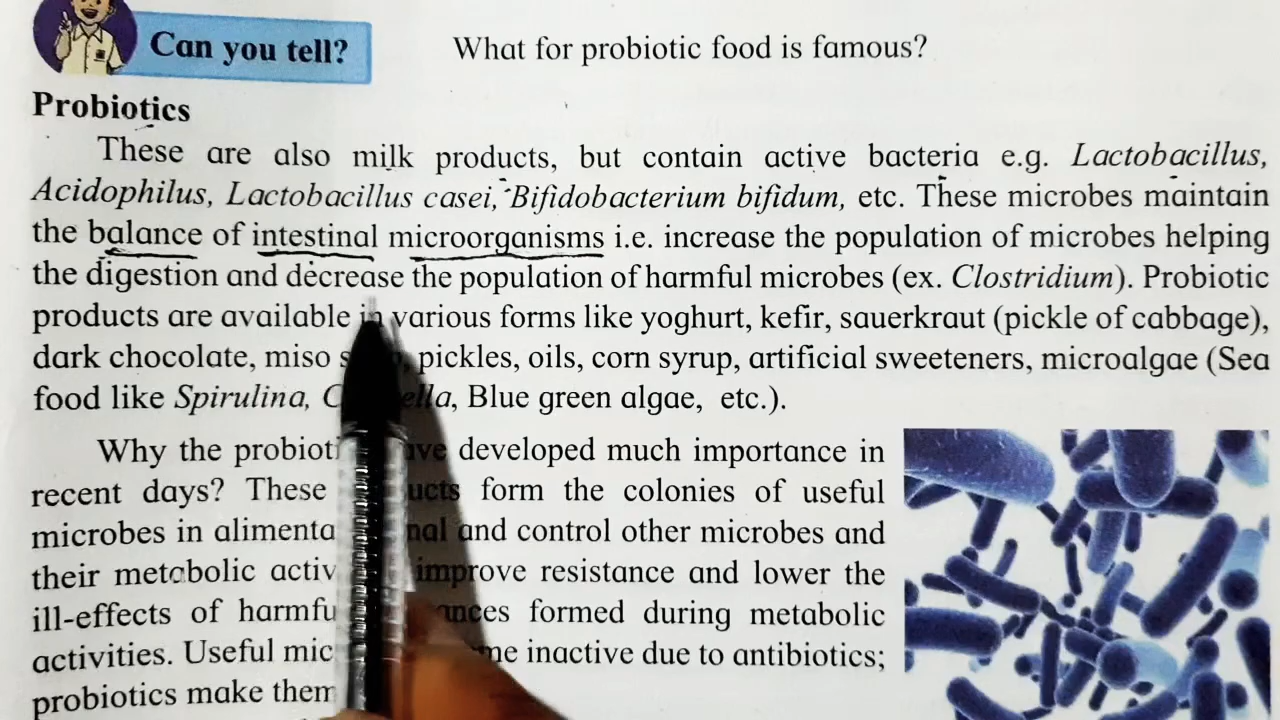 Can you tell?
What for probiotic food is famous?
Probiotics
These are also milk products, but contain active bacteria e.g. Lactobacillus,
Acidophilus, Lactobacillus casei, Bifidobacterium bifidum, etc. These microbes maintain
the balance of intestinal microorganisms i.e. increase the population of microbes helping
the digestion and decrease the population of harmful microbes (ex. Clostridium). Probiotic
products are available in various forms like yoghurt, kefir, sauerkraut (pickle of cabbage),
dark chocolate, miso pickles, oils, corn syrup, artificial sweeteners, microalgae (Sea
food like Spirulina, Blue green algae, etc.).
Why the developed much importance in
recent days? These form the colonies of useful
microbes in and control other microbes and
their metabolic improve resistance and lower the
ill-effects of formed during metabolic
activities. Useful inactive due to antibiotics;
probiotics make them